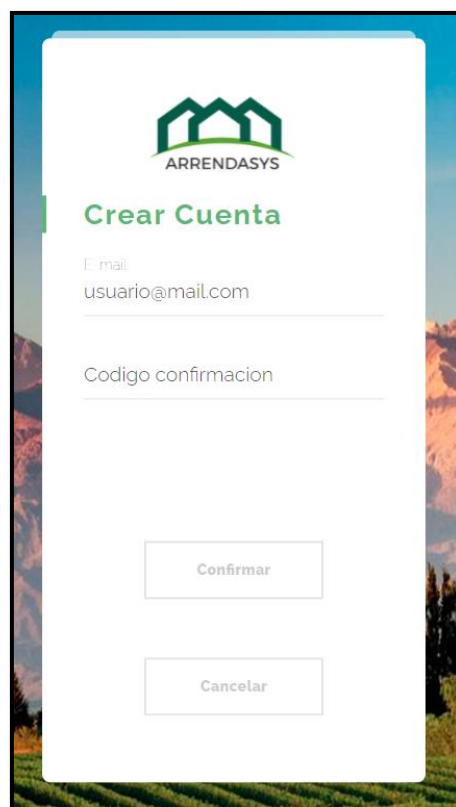 ARRENDASYS
Crear Cuenta
E-mail
usuario@mail.com
Codigo confirmacion
Confirmar
Cancelar